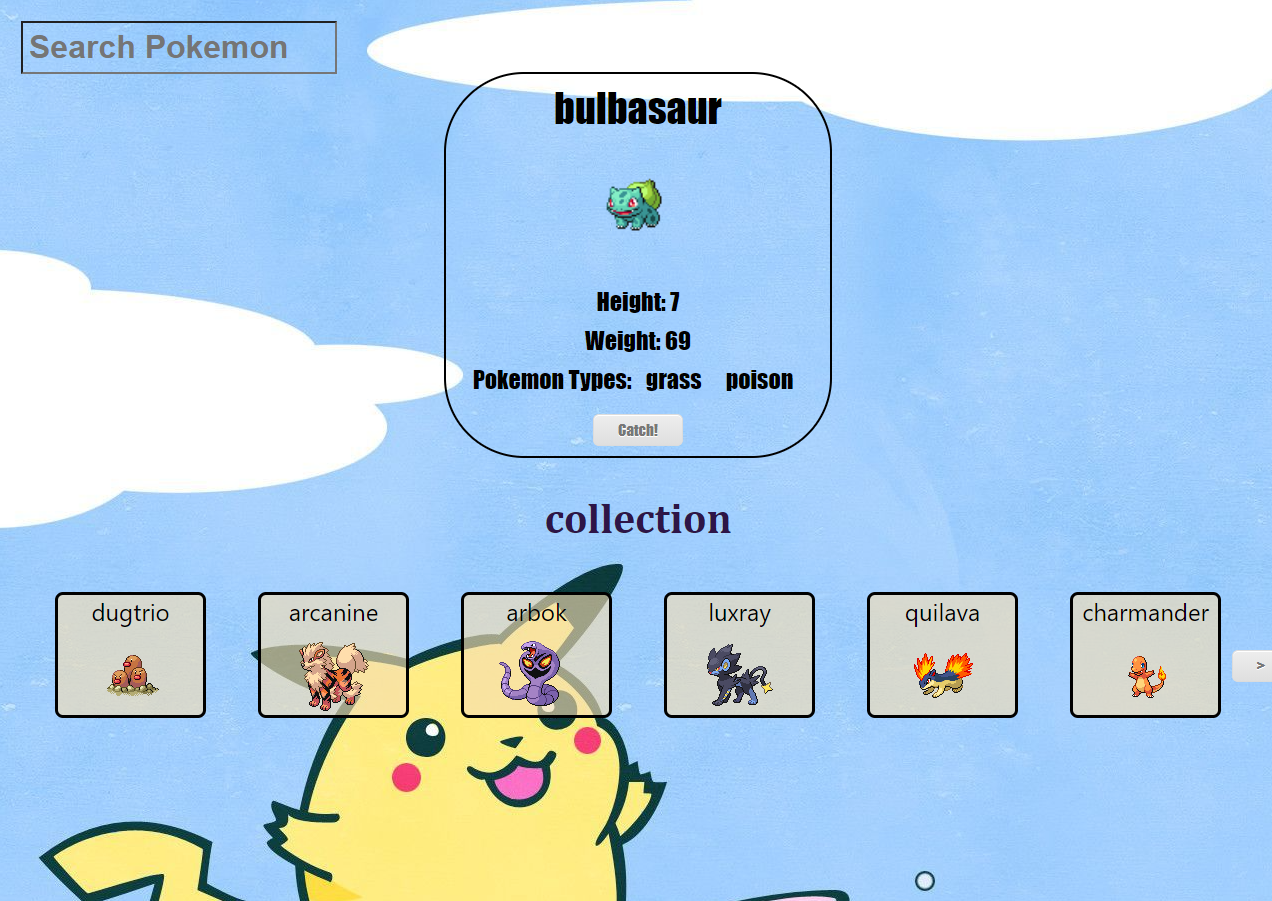 Search Pokemon
bulbasaur
Height: 7
Weight: 69
Pokemon Types: grass poison
Catch!
collection
dugtrio arcanine arbok luxray quilava charmander
>